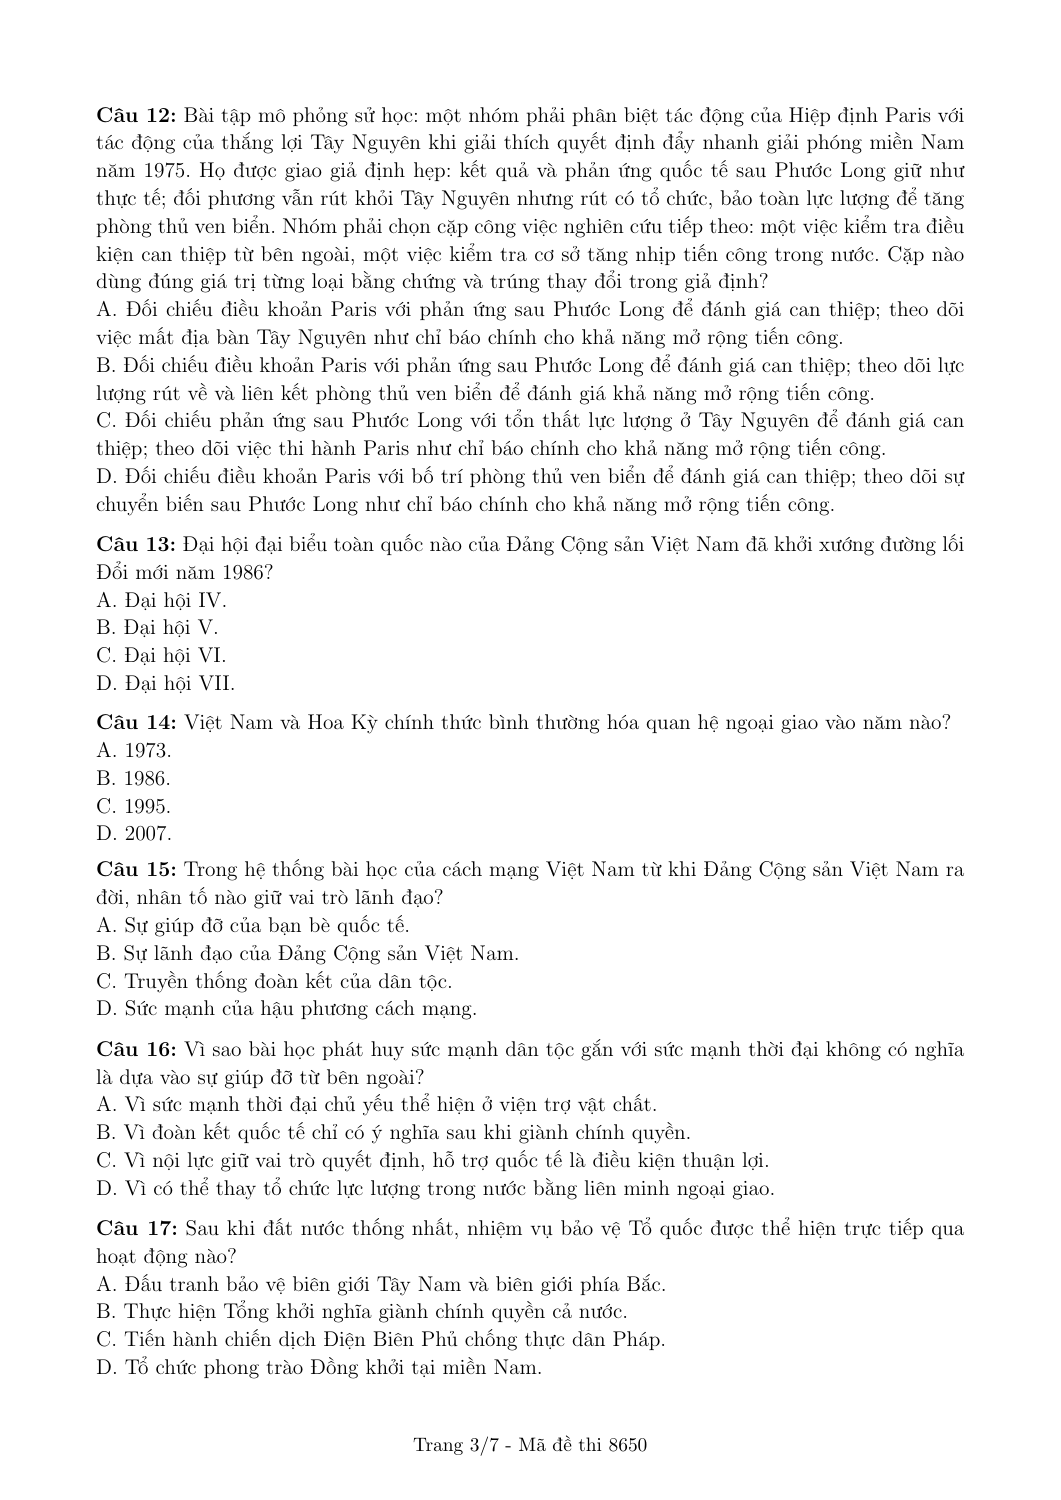 Câu 12: Bài tập mô phỏng sử học: một nhóm phải phân biệt tác động của Hiệp định Paris với
tác động của thắng lợi Tây Nguyên khi giải thích quyết định đẩy nhanh giải phóng miền Nam
năm 1975. Họ được giao giả định hẹp: kết quả và phản ứng quốc tế sau Phước Long giữ như
thực tế; đối phương vẫn rút khỏi Tây Nguyên nhưng rút có tổ chức, bảo toàn lực lượng để tăng
phòng thủ ven biển. Nhóm phải chọn cặp công việc nghiên cứu tiếp theo: một việc kiểm tra điều
kiện can thiệp từ bên ngoài, một việc kiểm tra cơ sở tăng nhịp tiến công trong nước. Cặp nào
dùng đúng giá trị từng loại bằng chứng và trúng thay đổi trong giả định?
A. Đối chiếu điều khoản Paris với phản ứng sau Phước Long để đánh giá can thiệp; theo dõi
việc mất địa bàn Tây Nguyên như chỉ báo chính cho khả năng mở rộng tiến công.
B. Đối chiếu điều khoản Paris với phản ứng sau Phước Long để đánh giá can thiệp; theo dõi lực
lượng rút về và liên kết phòng thủ ven biển để đánh giá khả năng mở rộng tiến công.
C. Đối chiếu phản ứng sau Phước Long với tổn thất lực lượng ở Tây Nguyên để đánh giá can
thiệp; theo dõi việc thi hành Paris như chỉ báo chính cho khả năng mở rộng tiến công.
D. Đối chiếu điều khoản Paris với bố trí phòng thủ ven biển để đánh giá can thiệp; theo dõi sự
chuyển biến sau Phước Long như chỉ báo chính cho khả năng mở rộng tiến công.
Câu 13: Đại hội đại biểu toàn quốc nào của Đảng Cộng sản Việt Nam đã khởi xướng đường lối
Đổi mới năm 1986?
A. Đại hội IV.
B. Đại hội V.
C. Đại hội VI.
D. Đại hội VII.
Câu 14: Việt Nam và Hoa Kỳ chính thức bình thường hóa quan hệ ngoại giao vào năm nào?
A. 1973.
B. 1986.
C. 1995.
D. 2007.
Câu 15: Trong hệ thống bài học của cách mạng Việt Nam từ khi Đảng Cộng sản Việt Nam ra
đời, nhân tố nào giữ vai trò lãnh đạo?
A. Sự giúp đỡ của bạn bè quốc tế.
B. Sự lãnh đạo của Đảng Cộng sản Việt Nam.
C. Truyền thống đoàn kết của dân tộc.
D. Sức mạnh của hậu phương cách mạng.
Câu 16: Vì sao bài học phát huy sức mạnh dân tộc gắn với sức mạnh thời đại không có nghĩa
là dựa vào sự giúp đỡ từ bên ngoài?
A. Vì sức mạnh thời đại chủ yếu thể hiện ở viện trợ vật chất.
B. Vì đoàn kết quốc tế chỉ có ý nghĩa sau khi giành chính quyền.
C. Vì nội lực giữ vai trò quyết định, hỗ trợ quốc tế là điều kiện thuận lợi.
D. Vì có thể thay tổ chức lực lượng trong nước bằng liên minh ngoại giao.
Câu 17: Sau khi đất nước thống nhất, nhiệm vụ bảo vệ Tổ quốc được thể hiện trực tiếp qua
hoạt động nào?
A. Đấu tranh bảo vệ biên giới Tây Nam và biên giới phía Bắc.
B. Thực hiện Tổng khởi nghĩa giành chính quyền cả nước.
C. Tiến hành chiến dịch Điện Biên Phủ chống thực dân Pháp.
D. Tổ chức phong trào Đồng khởi tại miền Nam.
Trang 3/7 - Mã đề thi 8650